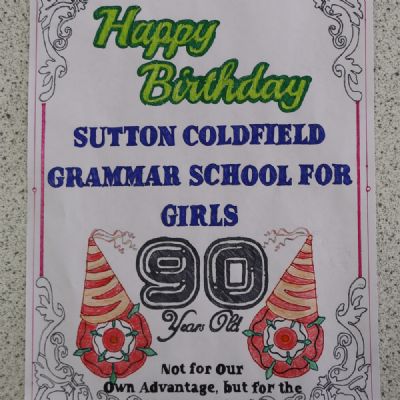 Happy
Birthday
SUTTON COLDFIELD
GRAMMAR SCHOOL FOR
GIRLS
90
Years Old
Not for Our
Own Advantage, but for the